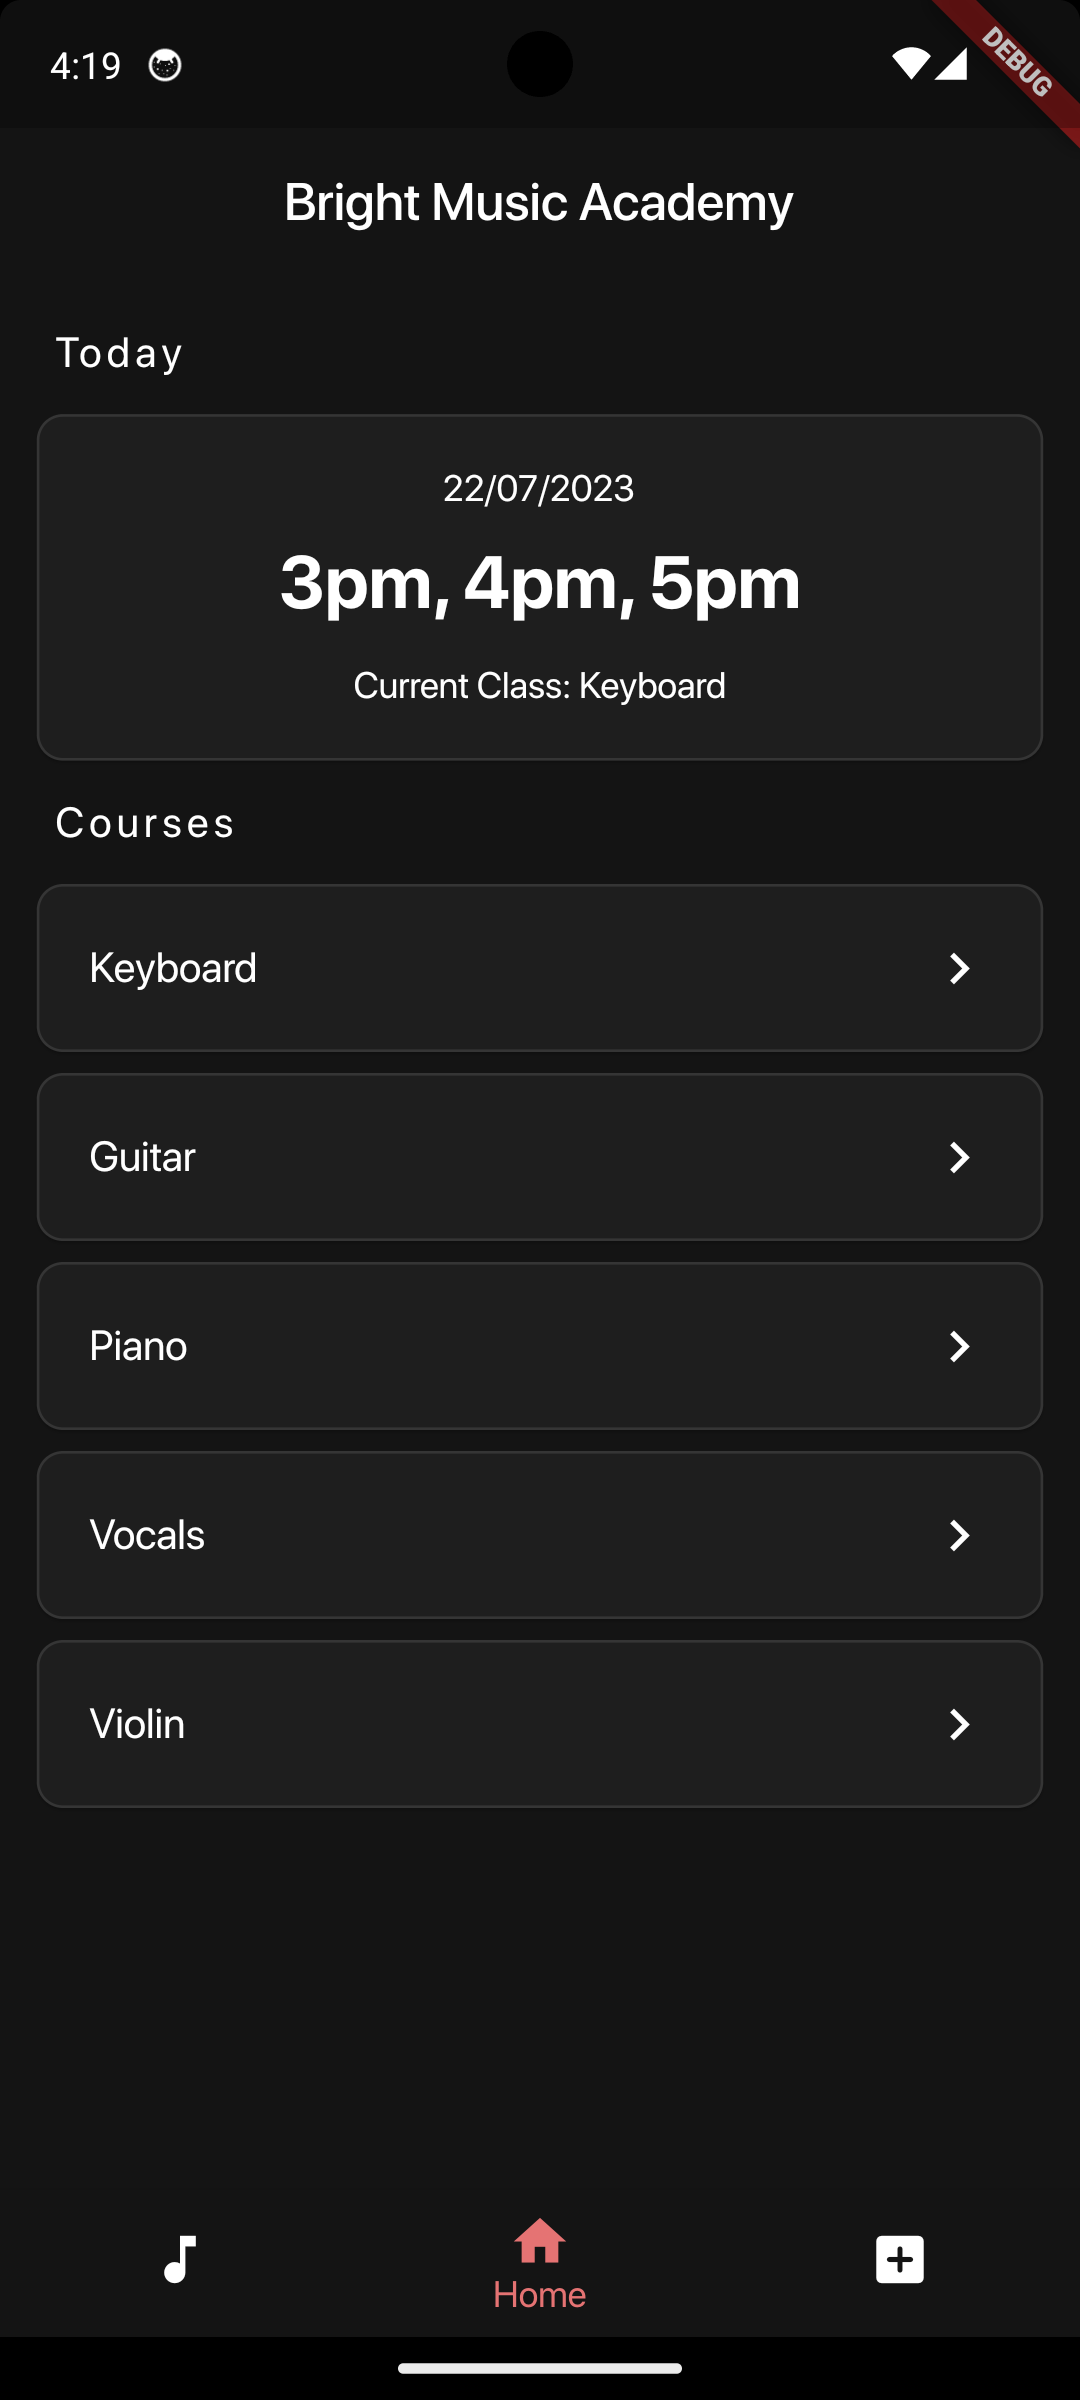 4:19
DEBUG
Bright Music Academy
Today
22/07/2023
3pm, 4pm, 5pm
Current Class: Keyboard
Courses
Keyboard
Guitar
Piano
Vocals
Violin
Home